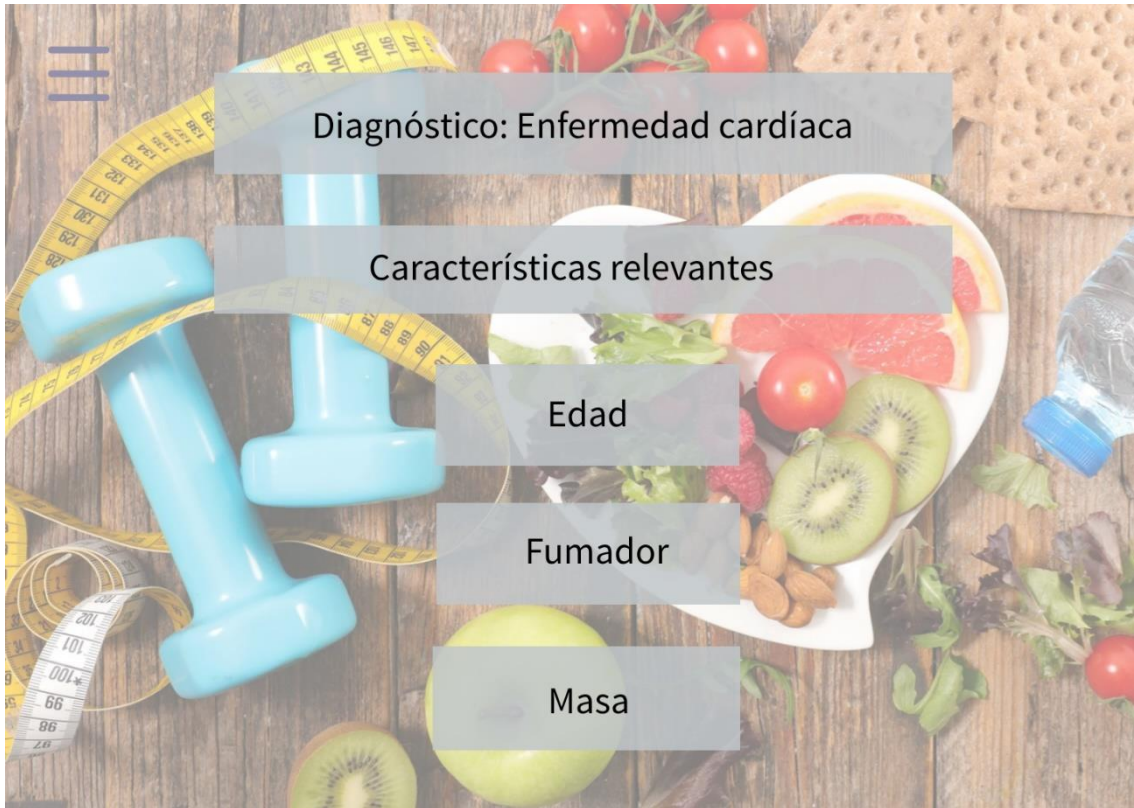 Diagnóstico: Enfermedad cardíaca
Características relevantes
Edad
Fumador
Masa